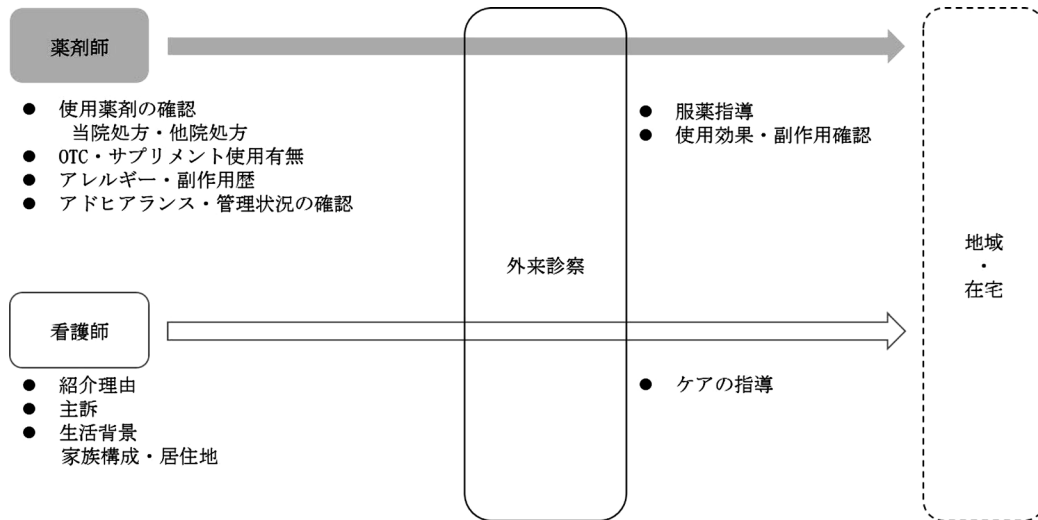 薬剤師
● 使用薬剤の確認
当院処方・他院処方
● OTC・サプリメント使用有無
● アレルギー・副作用歴
● アドヒアランス・管理状況の確認
● 服薬指導
● 使用効果・副作用確認
外来診察
地域
・
在宅
看護師
● 紹介理由
● 主訴
● 生活背景
家族構成・居住地
● ケアの指導